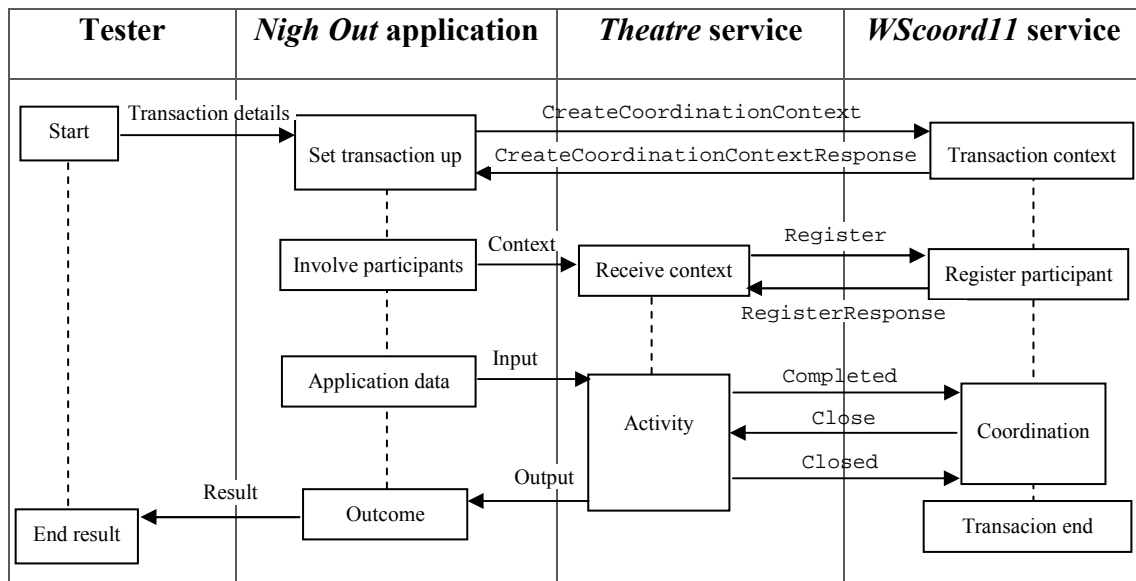 Tester
Nigh Out application
Theatre service
WScoord11 service
Start
Transaction details
Set transaction up
CreateCoordinationContext
CreateCoordinationContextResponse
Transaction context
Involve participants
Context
Receive context
Register
RegisterResponse
Register participant
Application data
Input
Activity
Completed
Close
Closed
Coordination
Output
Outcome
Result
End result
Transacion end